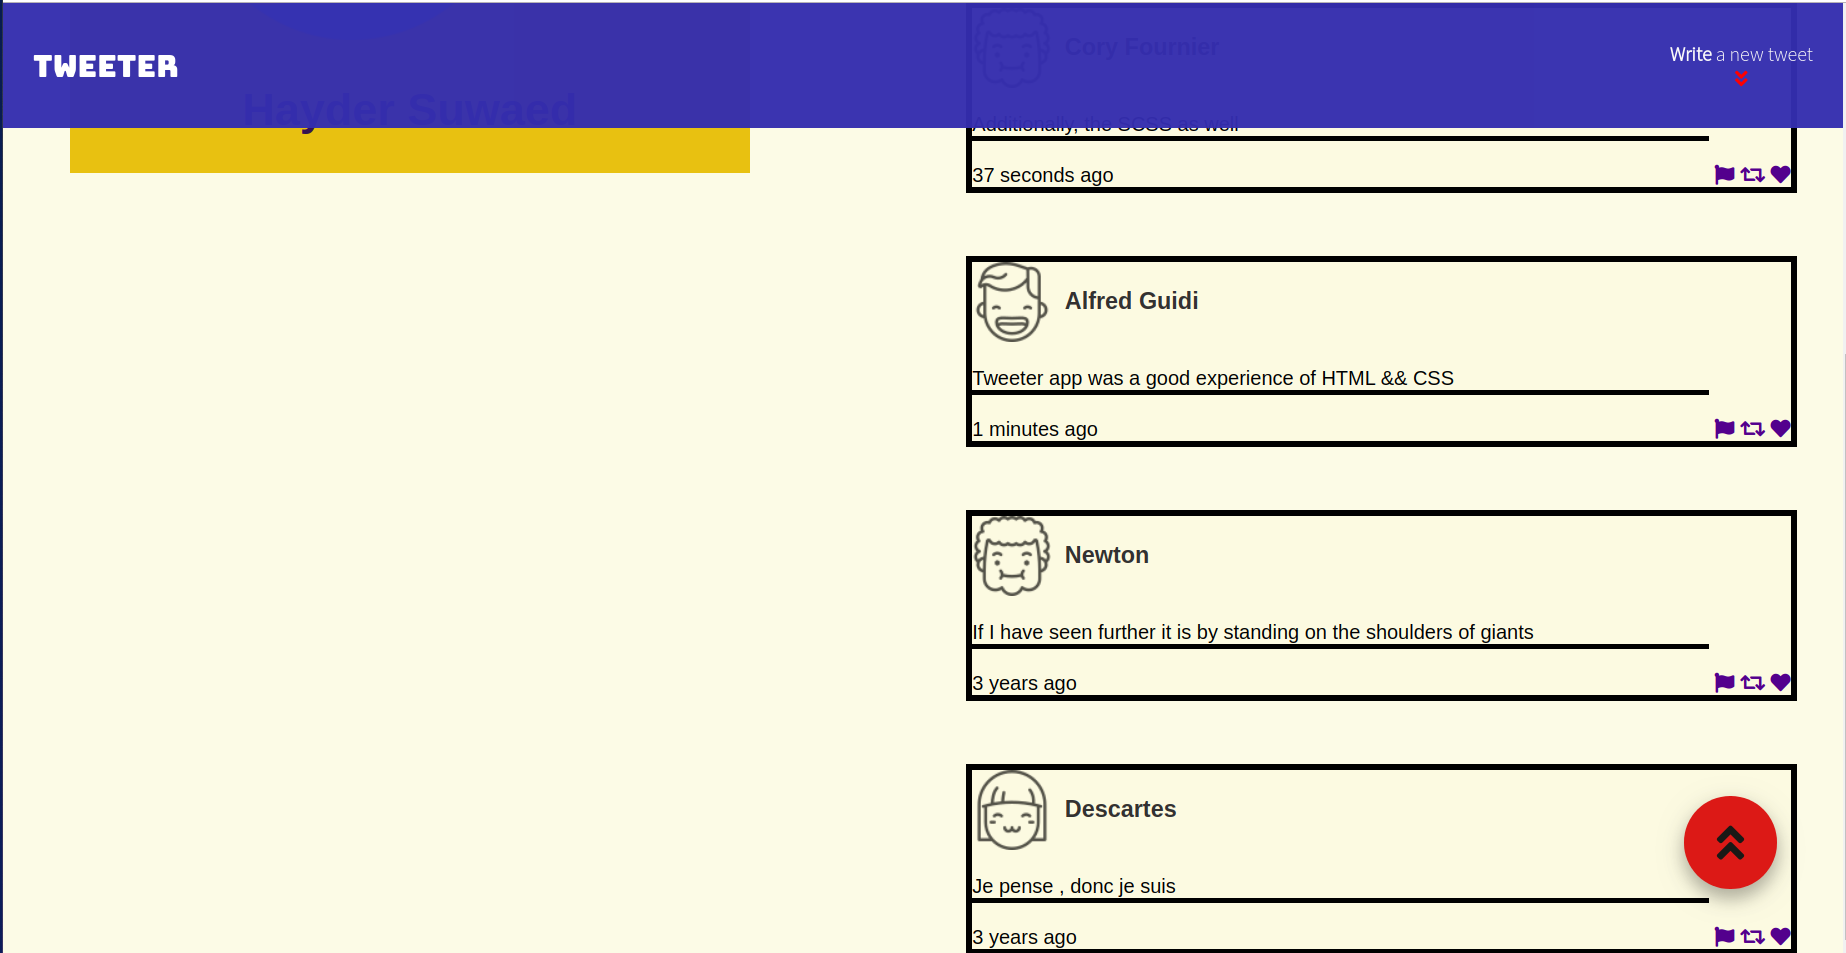 TWEETER
Write a new tweet
Hayder Suwaed
Cory Fournier
Additionally, the SCSS as well
37 seconds ago
Alfred Guidi
Tweeter app was a good experience of HTML && CSS
1 minutes ago
Newton
If I have seen further it is by standing on the shoulders of giants
3 years ago
Descartes
Je pense , donc je suis
3 years ago